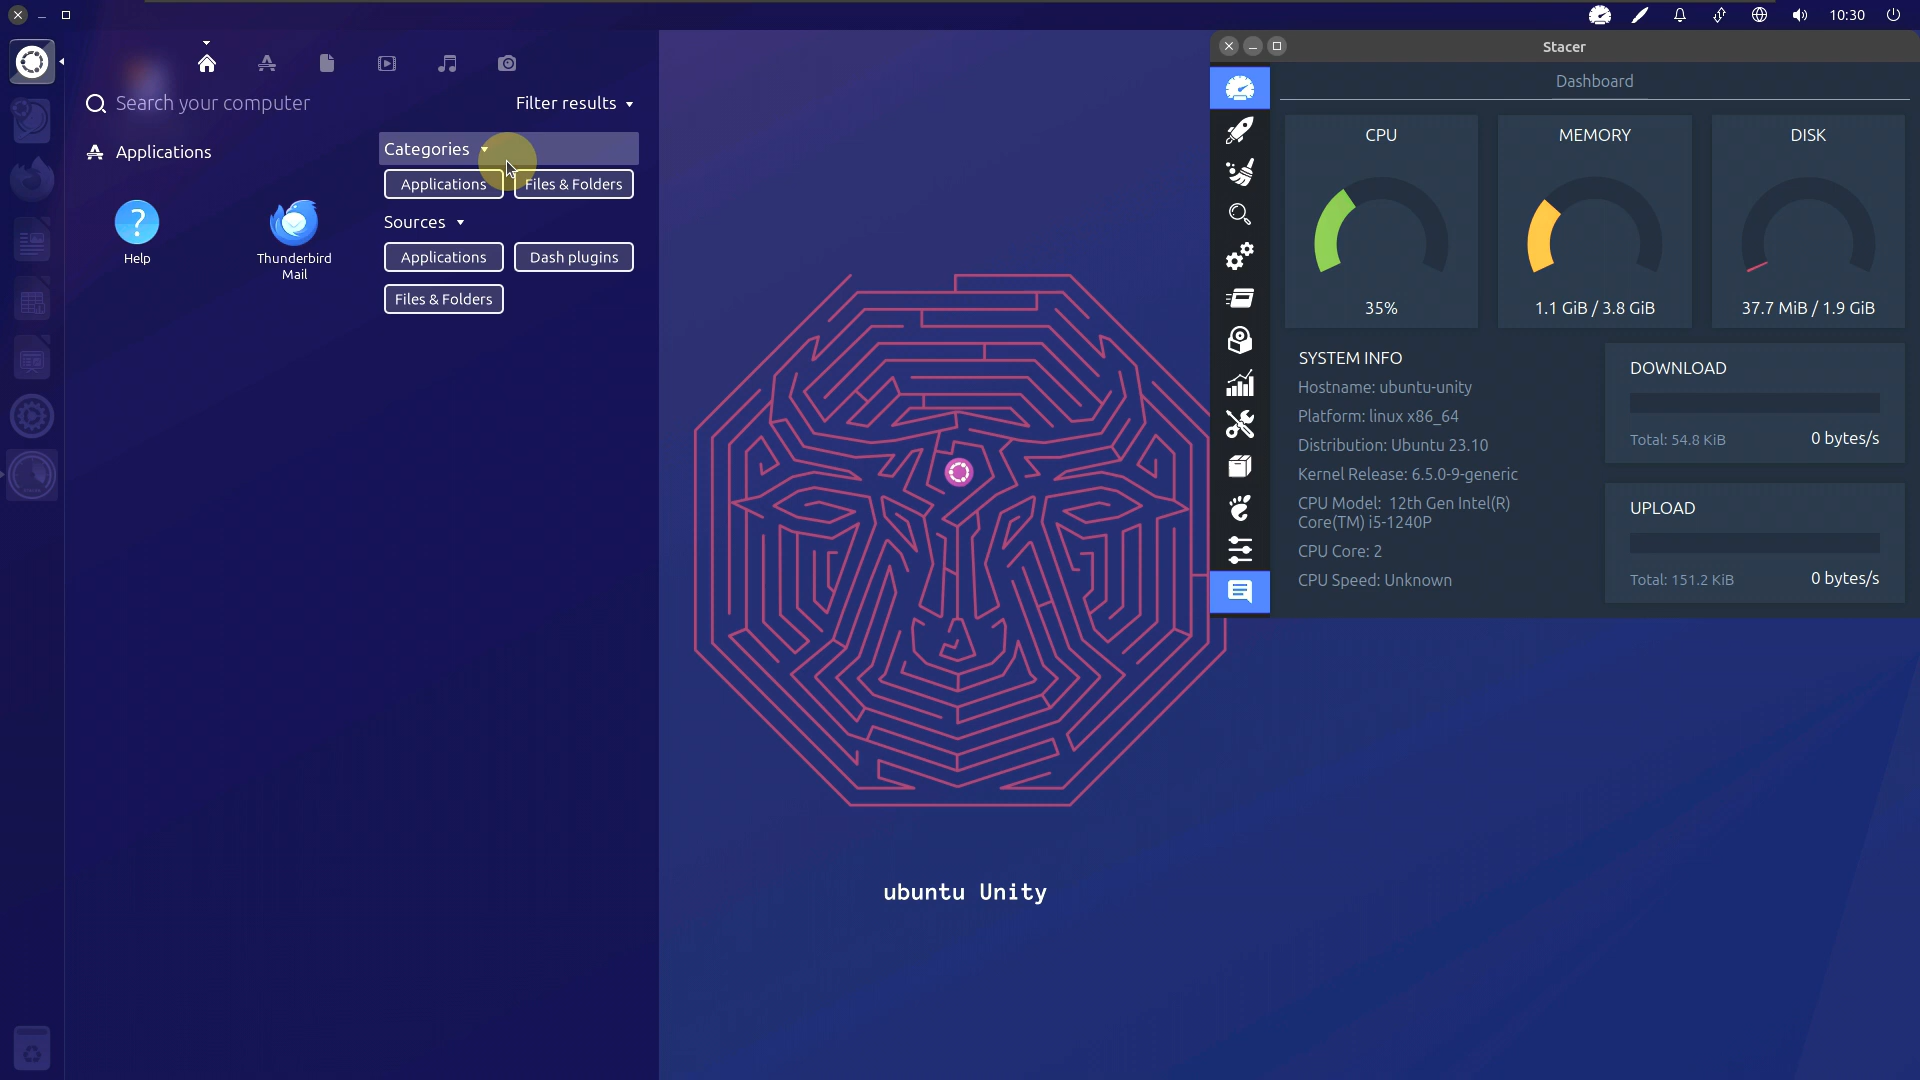 10:30
Search your computer
Filter results
Applications
Help
Thunderbird
Mail
Categories
Applications
Files & Folders
Sources
Applications
Dash plugins
Files & Folders
ubuntu Unity
Stacer
Dashboard
CPU
35%
MEMORY
1.1 GiB / 3.8 GiB
DISK
37.7 MiB / 1.9 GiB
SYSTEM INFO
Hostname: ubuntu-unity
Platform: linux x86_64
Distribution: Ubuntu 23.10
Kernel Release: 6.5.0-9-generic
CPU Model: 12th Gen Intel(R)
Core(TM) i5-1240P
CPU Core: 2
CPU Speed: Unknown
DOWNLOAD
Total: 54.8 KiB
0 bytes/s
UPLOAD
Total: 151.2 KiB
0 bytes/s